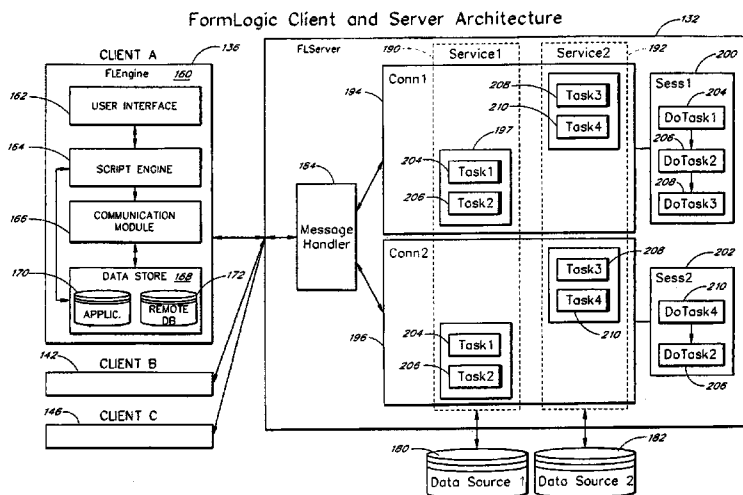 FormLogic Client and Server Architecture
CLIENT A
136
FLEngine 160
162
USER INTERFACE
164
SCRIPT ENGINE
166
COMMUNICATION MODULE
DATA STORE 168
170
172
APPLIC.
REMOTE DB
CLIENT B
142
CLIENT C
146
132
FLServer
190
Service1
Service2
192
184
Message Handler
194
Conn1
197
204
Task1
206
Task2
208
Task3
210
Task4
196
Conn2
204
Task1
206
Task2
208
Task3
Task4
210
200
Sess1
204
DoTask1
206
DoTask2
208
DoTask3
202
Sess2
210
DoTask4
DoTask2
206
180
Data Source 1
182
Data Source 2